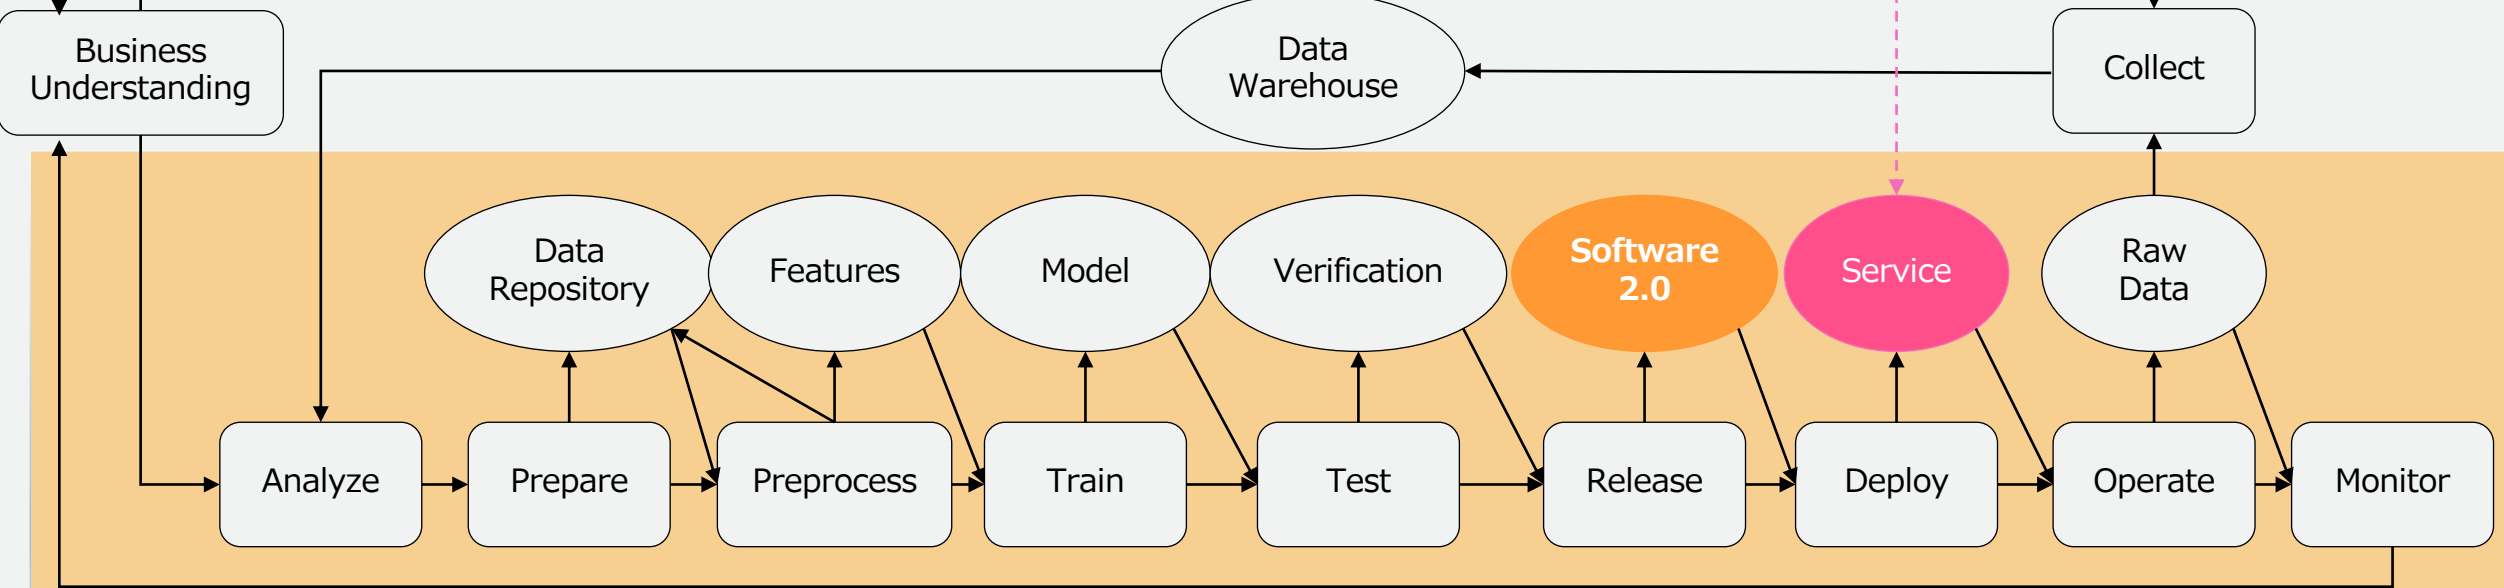 Business
Understanding
Data
Warehouse
Collect
Data
Repository
Features
Model
Verification
Software
2.0
Service
Raw
Data
Analyze
Prepare
Preprocess
Train
Test
Release
Deploy
Operate
Monitor